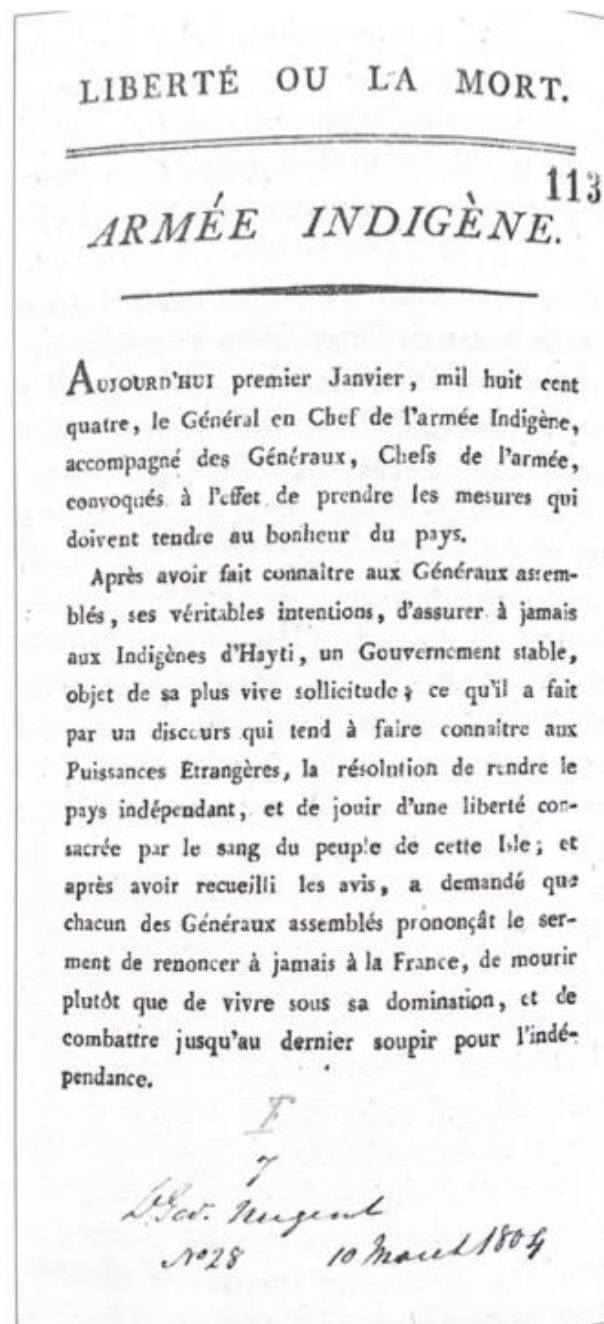 LIBERTÉ OU LA MORT.
113
ARMÉE INDIGÈNE.
AUJOURD'HUI premier Janvier, mil huit cent
quatre, le Général en Chef de l'armée Indigène,
accompagné des Généraux, Chefs de l'armée,
convoqués à l'effet de prendre les mesures qui
doivent tendre au bonheur du pays.
Après avoir fait connaître aux Généraux assem-
blés, ses véritables intentions, d'assurer à jamais
aux Indigènes d'Hayti, un Gouvernement stable,
objet de sa plus vive sollicitude; ce qu'il a fait
par un discours qui tend à faire connaître aux
Puissances Etrangères, la résolution de rendre le
pays indépendant, et de jouir d'une liberté con-
sacrée par le sang du peuple de cette Isle; et
après avoir recueilli les avis, a demandé que
chacun des Généraux assemblés prononçât le ser-
ment de renoncer à jamais à la France, de mourir
plutôt que de vivre sous sa domination, et de
combattre jusqu'au dernier soupir pour l'indé-
pendance.
Nugent
No 28 10 March 1804